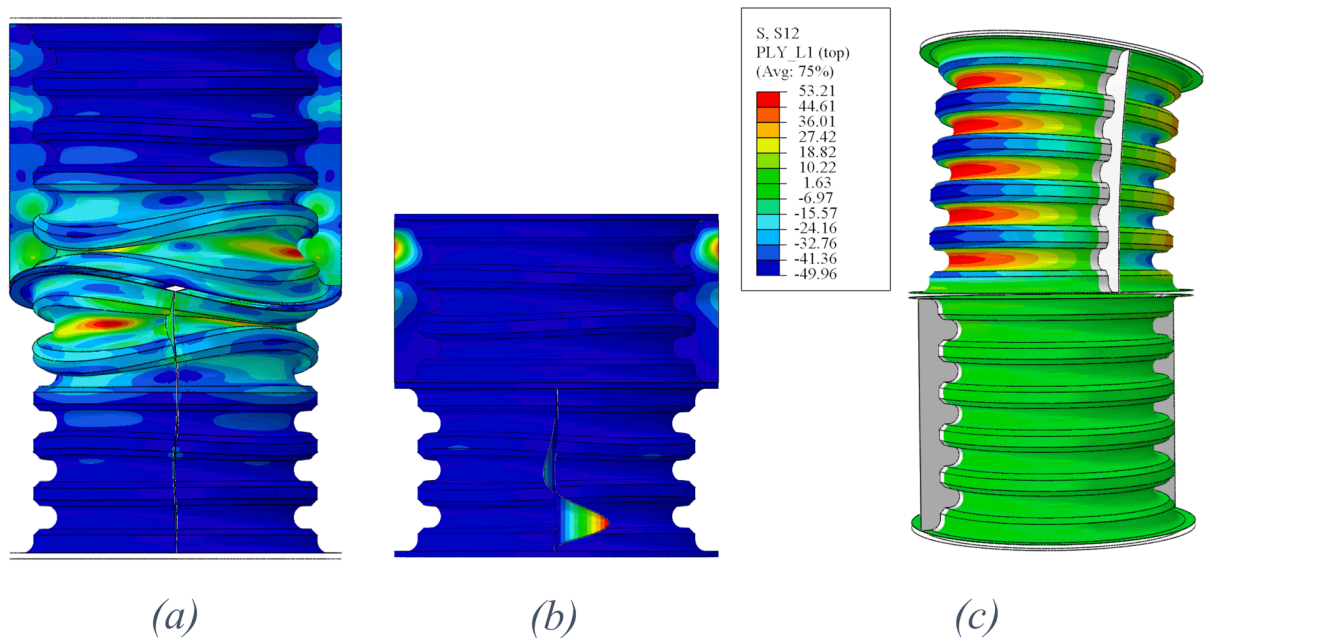 S, S12
PLY_L1 (top)
(Avg: 75%)
53.21
44.61
36.01
27.42
18.82
10.22
1.63
-6.97
-15.57
-24.16
-32.76
-41.36
-49.96
(a)
(b)
(c)